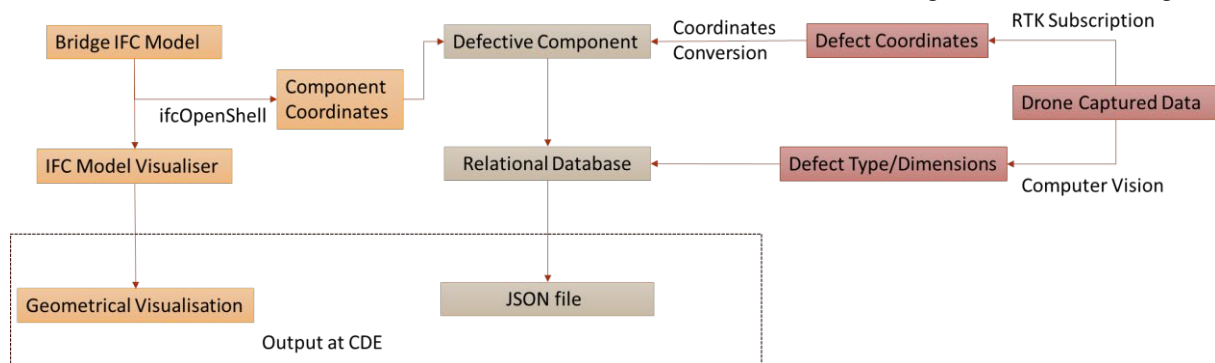 RTK Subscription
Bridge IFC Model
Defective Component
Coordinates
Conversion
Defect Coordinates
ifcOpenShell
Component
Coordinates
Drone Captured Data
IFC Model Visualiser
Relational Database
Defect Type/Dimensions
Computer Vision
Geometrical Visualisation
JSON file
Output at CDE